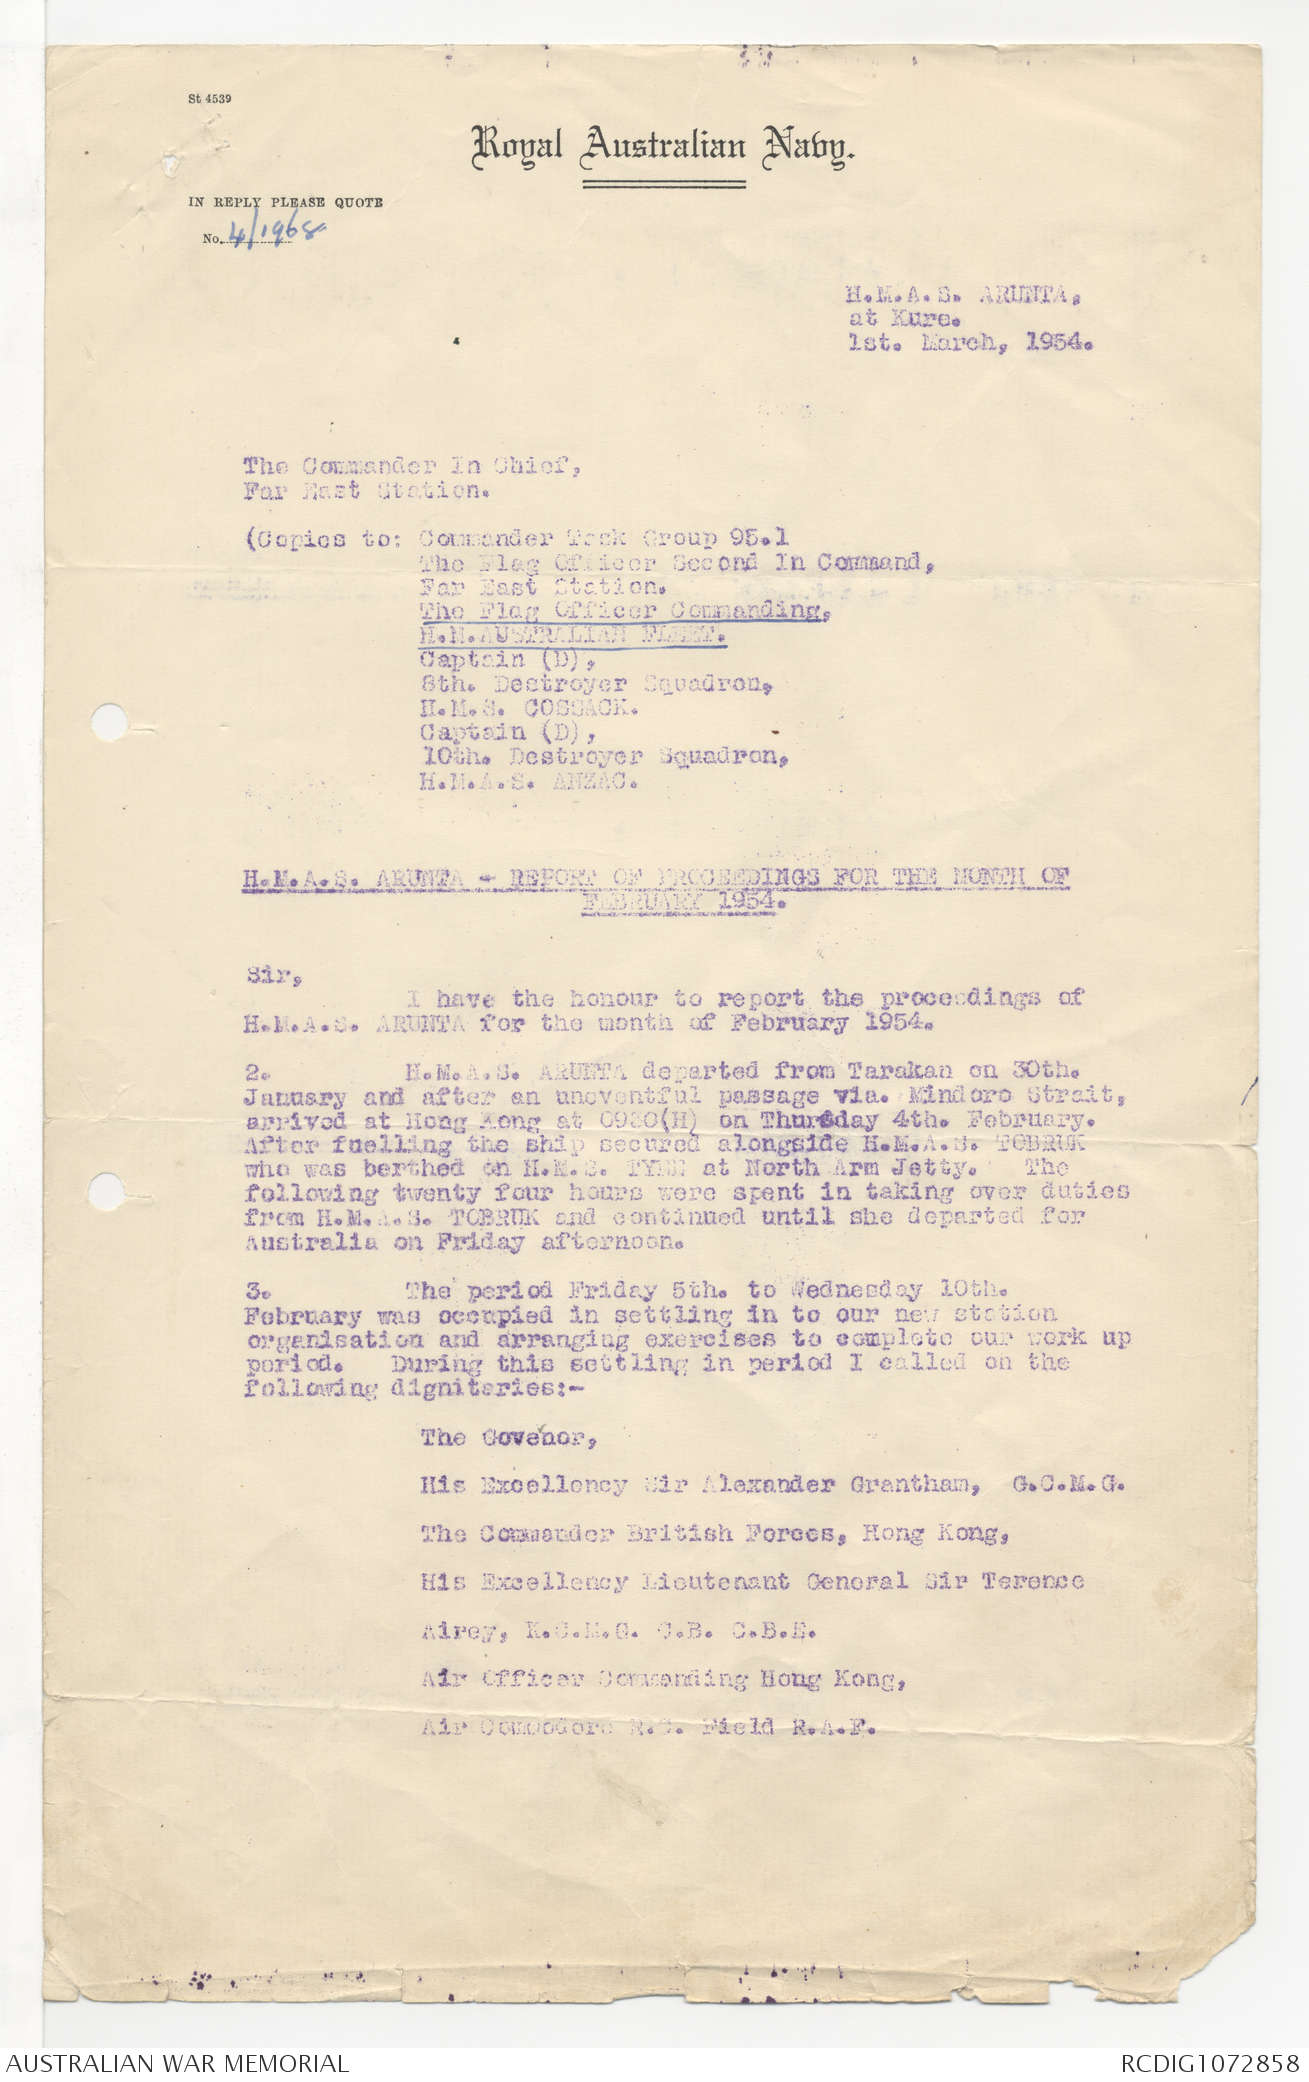 St 4539
Royal Australian Navy.
IN REPLY PLEASE QUOTE
No. 4/1968
H.M.A.S. ARUNTA,
at Kure.
1st. March, 1954.
The Commander In Chief,
Far East Station.
(Copies to: Commander Task Group 95.1
The Flag Officer Second In Command,
Far East Station.
The Flag Officer Commanding,
H.M.AUSTRALIAN FLEET.
Captain (D),
8th. Destroyer Squadron,
H.M.S. COSSACK.
Captain (D),
10th. Destroyer Squadron,
H.M.A.S. ANZAC.
H.M.A.S. ARUNTA - REPORT OF PROCEEDINGS FOR THE MONTH OF
FEBRUARY 1954.
Sir,
I have the honour to report the proceedings of
H.M.A.S. ARUNTA for the month of February 1954.
2. H.M.A.S. ARUNTA departed from Tarakan on 30th.
January and after an uneventful passage via. Mindoro Strait,
arrived at Hong Kong at 0930(H) on Thursday 4th. February.
After fuelling the ship secured alongside H.M.A.S. TOBRUK
who was berthed on H.M.S. TYNE at North Arm Jetty. The
following twenty four hours were spent in taking over duties
from H.M.A.S. TOBRUK and continued until she departed for
Australia on Friday afternoon.
3. The period Friday 5th. to Wednesday 10th.
February was occupied in settling in to our new station
organisation and arranging exercises to complete our work up
period. During this settling in period I called on the
following digniteries:-
The Govenor,
His Excellency Sir Alexander Grantham, G.C.M.G.
The Commander British Forces, Hong Kong,
His Excellency Lieutenant General Sir Terence
Airey, K.C.M.G. C.B. C.B.E.
Air Officer Commanding Hong Kong,
Air Commodore Field R.A.F.
AUSTRALIAN WAR MEMORIAL
RCDIG1072858